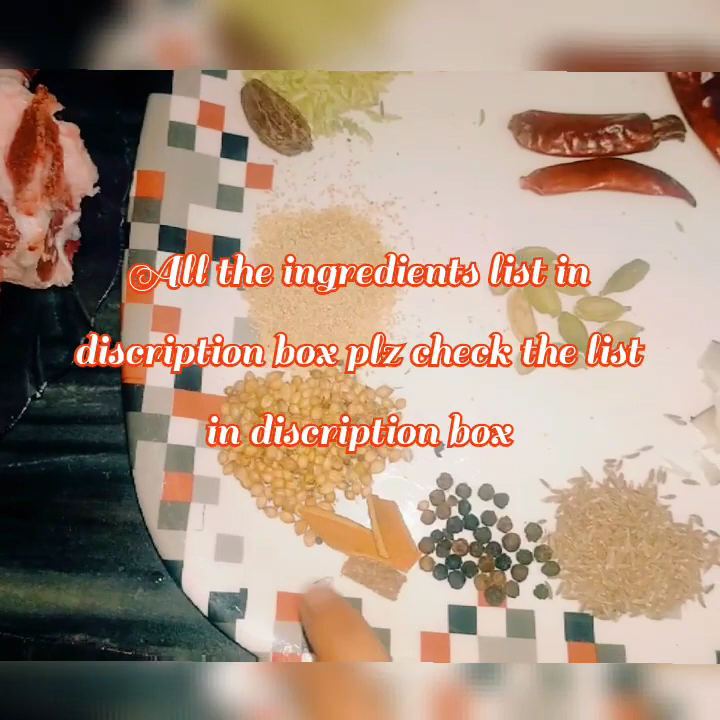 All the ingredients list in
discription box plz check the list
in discription box